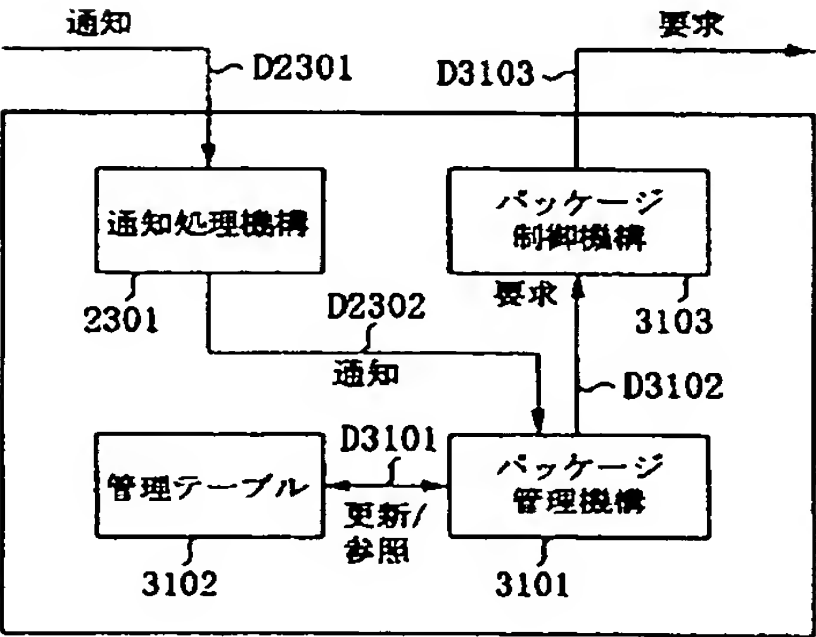 通知
要求
D2301
D3103
通知処理機構
パッケージ
制御機構
2301
D2302
要求
3103
通知
D3102
D3101
管理テーブル
パッケージ
管理機構
更新/
参照
3102
3101